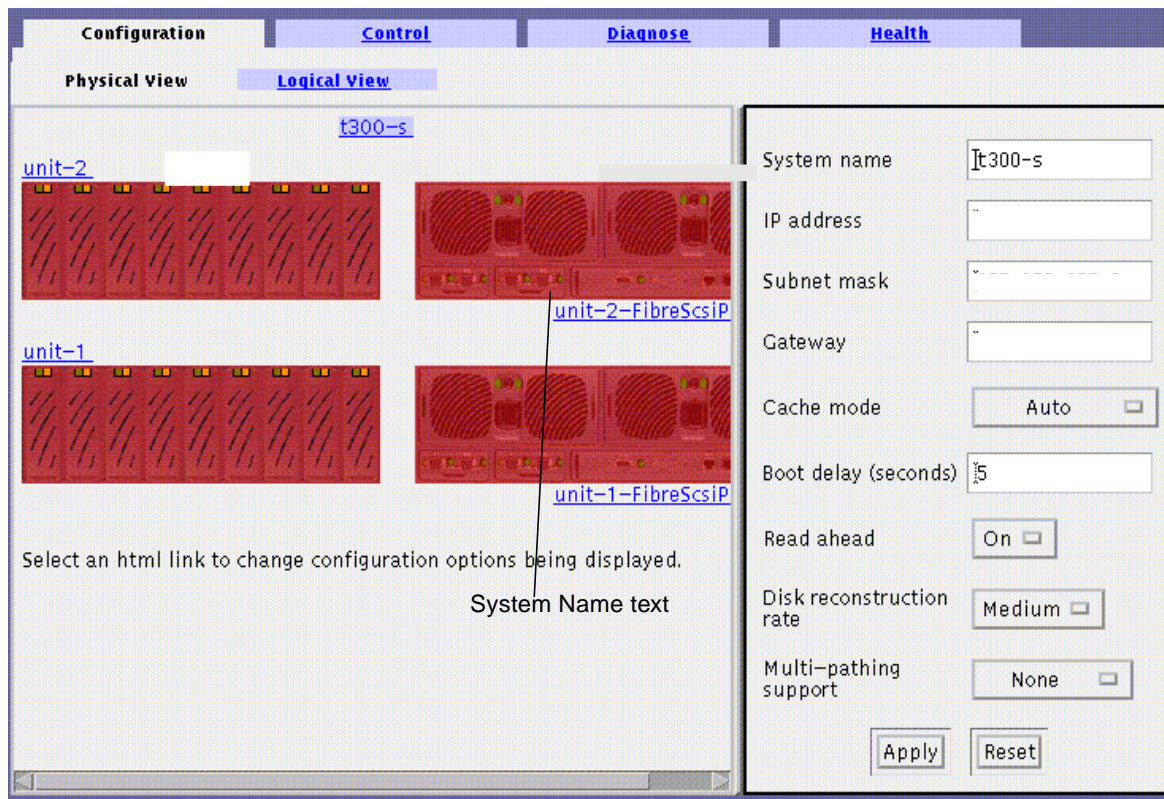 Configuration Control Diagnose Health
Physical View Logical View
t300-s
unit-2
unit-2-FibreScsiP
unit-1
unit-1-FibreScsiP
Select an html link to change configuration options being displayed.
System Name text
System name t300-s
IP address
Subnet mask
Gateway
Cache mode Auto
Boot delay (seconds) 5
Read ahead On
Disk reconstruction
rate Medium
Multi-pathing
support None
Apply Reset